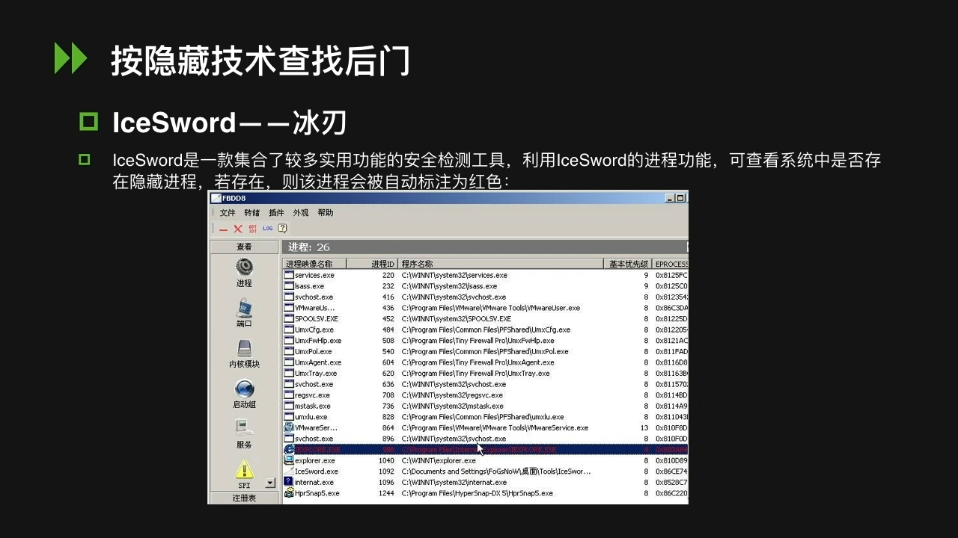 按隐藏技术查找后门
IceSword——冰刃
IceSword是一款集合了较多实用功能的安全检测工具，利用IceSword的进程功能，可查看系统中是否存
在隐藏进程，若存在，则该进程会被自动标注为红色：
FBDD8
文件 转储 插件 外观 帮助
LOG
查看 进程: 26
进程映像名称 进程ID 程序名称 基本优先级 EPROCESS
services.exe 220 C:\WINNT\system32\services.exe 9 0x8125FC
lsass.exe 232 C:\WINNT\system32\lsass.exe 9 0x8125C0
svchost.exe 416 C:\WINNT\system32\svchost.exe 8 0x812354
VMwareUs... 436 C:\Program Files\VMware\VMware Tools\VMwareUser.exe 8 0x86C3DA
SPOOLSV.EXE 452 C:\WINNT\system32\SPOOLSV.EXE 8 0x81225D
UmxCfg.exe 484 C:\Program Files\Common Files\PFShared\UmxCfg.exe 8 0x812205
UmxFwHlp.exe 508 C:\Program Files\Tiny Firewall Pro\UmxFwHlp.exe 8 0x8121AC
UmxPol.exe 540 C:\Program Files\Common Files\PFShared\UmxPol.exe 8 0x811FAD
UmxAgent.exe 604 C:\Program Files\Tiny Firewall Pro\UmxAgent.exe 8 0x8116D8
UmxTray.exe 620 C:\Program Files\Tiny Firewall Pro\UmxTray.exe 8 0x81163B
svchost.exe 636 C:\WINNT\system32\svchost.exe 8 0x811570
regsvc.exe 708 C:\WINNT\system32\regsvc.exe 8 0x8114BD
mstask.exe 736 C:\WINNT\system32\mstask.exe 8 0x8114A9
umxlu.exe 828 C:\Program Files\Common Files\PFShared\umxlu.exe 8 0x811043
VMwareSer... 864 C:\Program Files\VMware\VMware Tools\VMwareService.exe 13 0x810F8D
svchost.exe 896 C:\WINNT\system32\svchost.exe 8 0x810F0D
explorer.exe 1040 C:\WINNT\explorer.exe 8 0x810D89
IceSword.exe 1092 C:\Documents and Settings\FoGsNoW\桌面\Tools\IceSwor... 8 0x86CE74
internat.exe 1096 C:\WINNT\system32\internat.exe 8 0x8528C7
HprSnap5.exe 1244 C:\Program Files\HyperSnap-DX 5\HprSnap5.exe 8 0x86C220
进程
端口
内核模块
启动组
服务
SPI
注册表